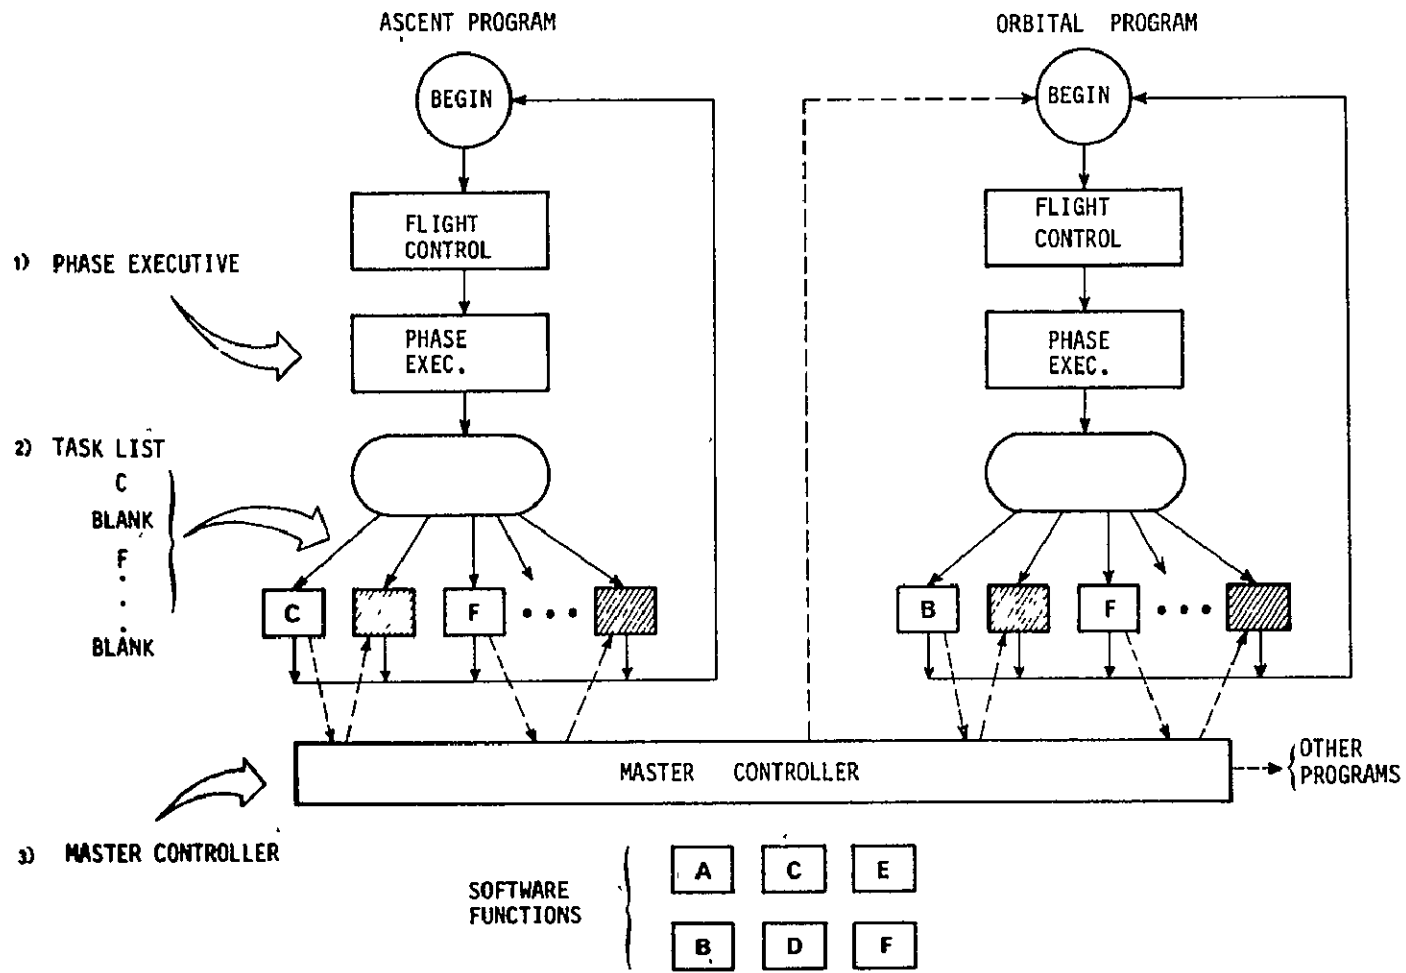 ASCENT PROGRAM
ORBITAL PROGRAM
BEGIN
BEGIN
FLIGHT
CONTROL
FLIGHT
CONTROL
1) PHASE EXECUTIVE
PHASE
EXEC.
PHASE
EXEC.
2) TASK LIST
C
BLANK
F
.
.
.
BLANK
C
F
• • •
B
F
• • •
MASTER CONTROLLER
OTHER
PROGRAMS
3) MASTER CONTROLLER
SOFTWARE
FUNCTIONS
A C E
B D F